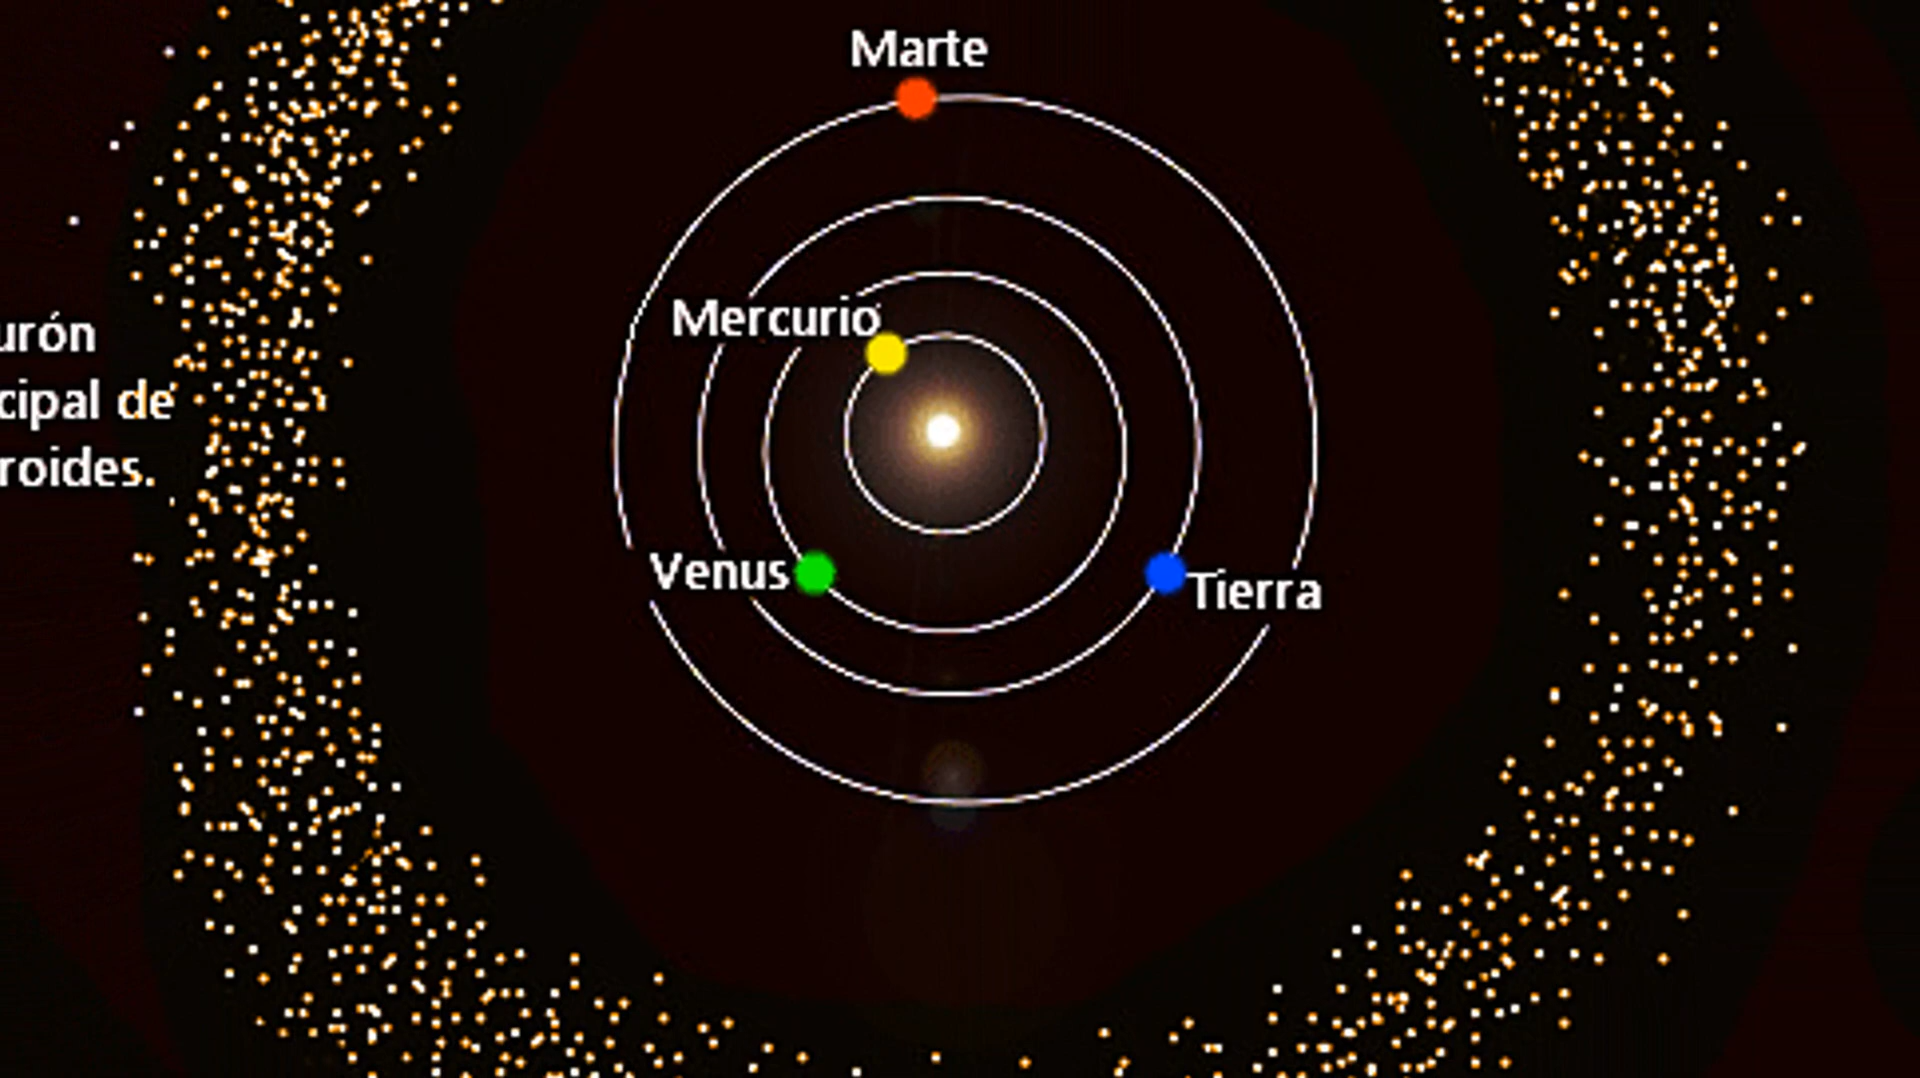 Marte
Mercurio
urón
cipal de
roides.
Venus
Tierra